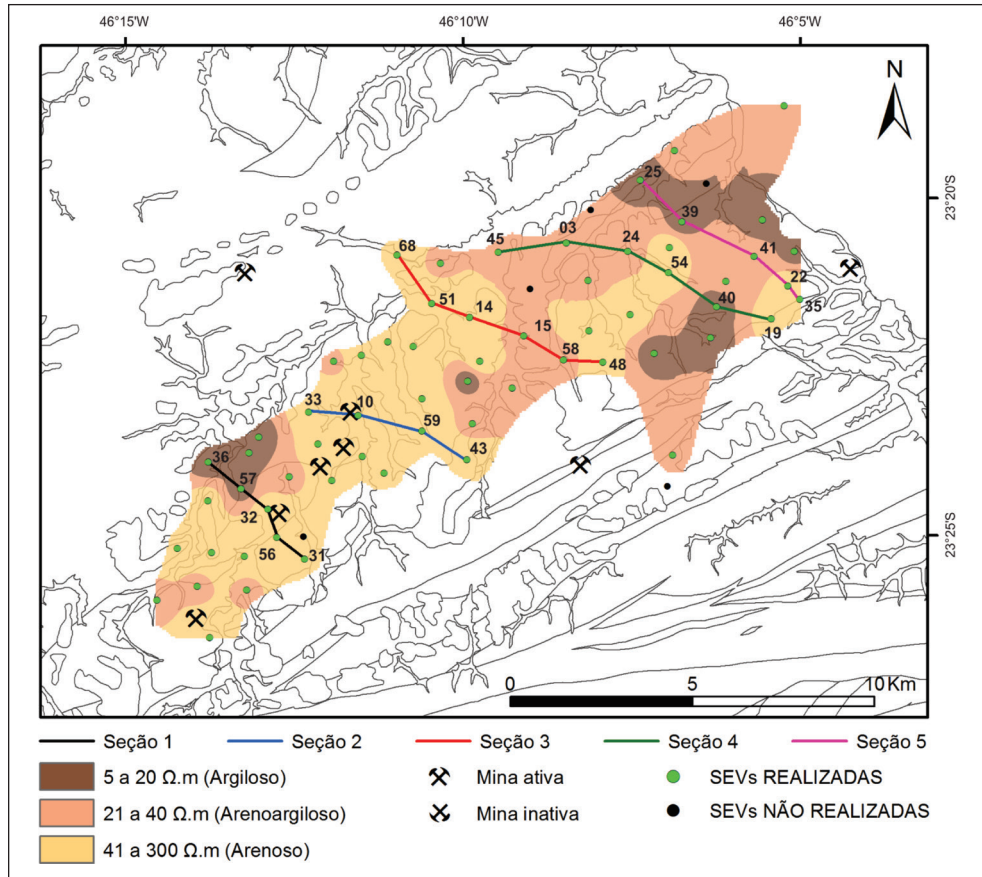 46°15'W 46°10'W 46°5'W
N
23°20'S
23°25'S
25
39
03
45
24
41
68
54
22
35
51
14
40
19
15
58
48
33
10
59
43
36
57
32
56
31
0 5 10 Km
Seção 1 Seção 2 Seção 3 Seção 4 Seção 5
5 a 20 Ω.m (Argiloso) Mina ativa SEVs REALIZADAS
21 a 40 Ω.m (Arenoargiloso) Mina inativa SEVs NÃO REALIZADAS
41 a 300 Ω.m (Arenoso)